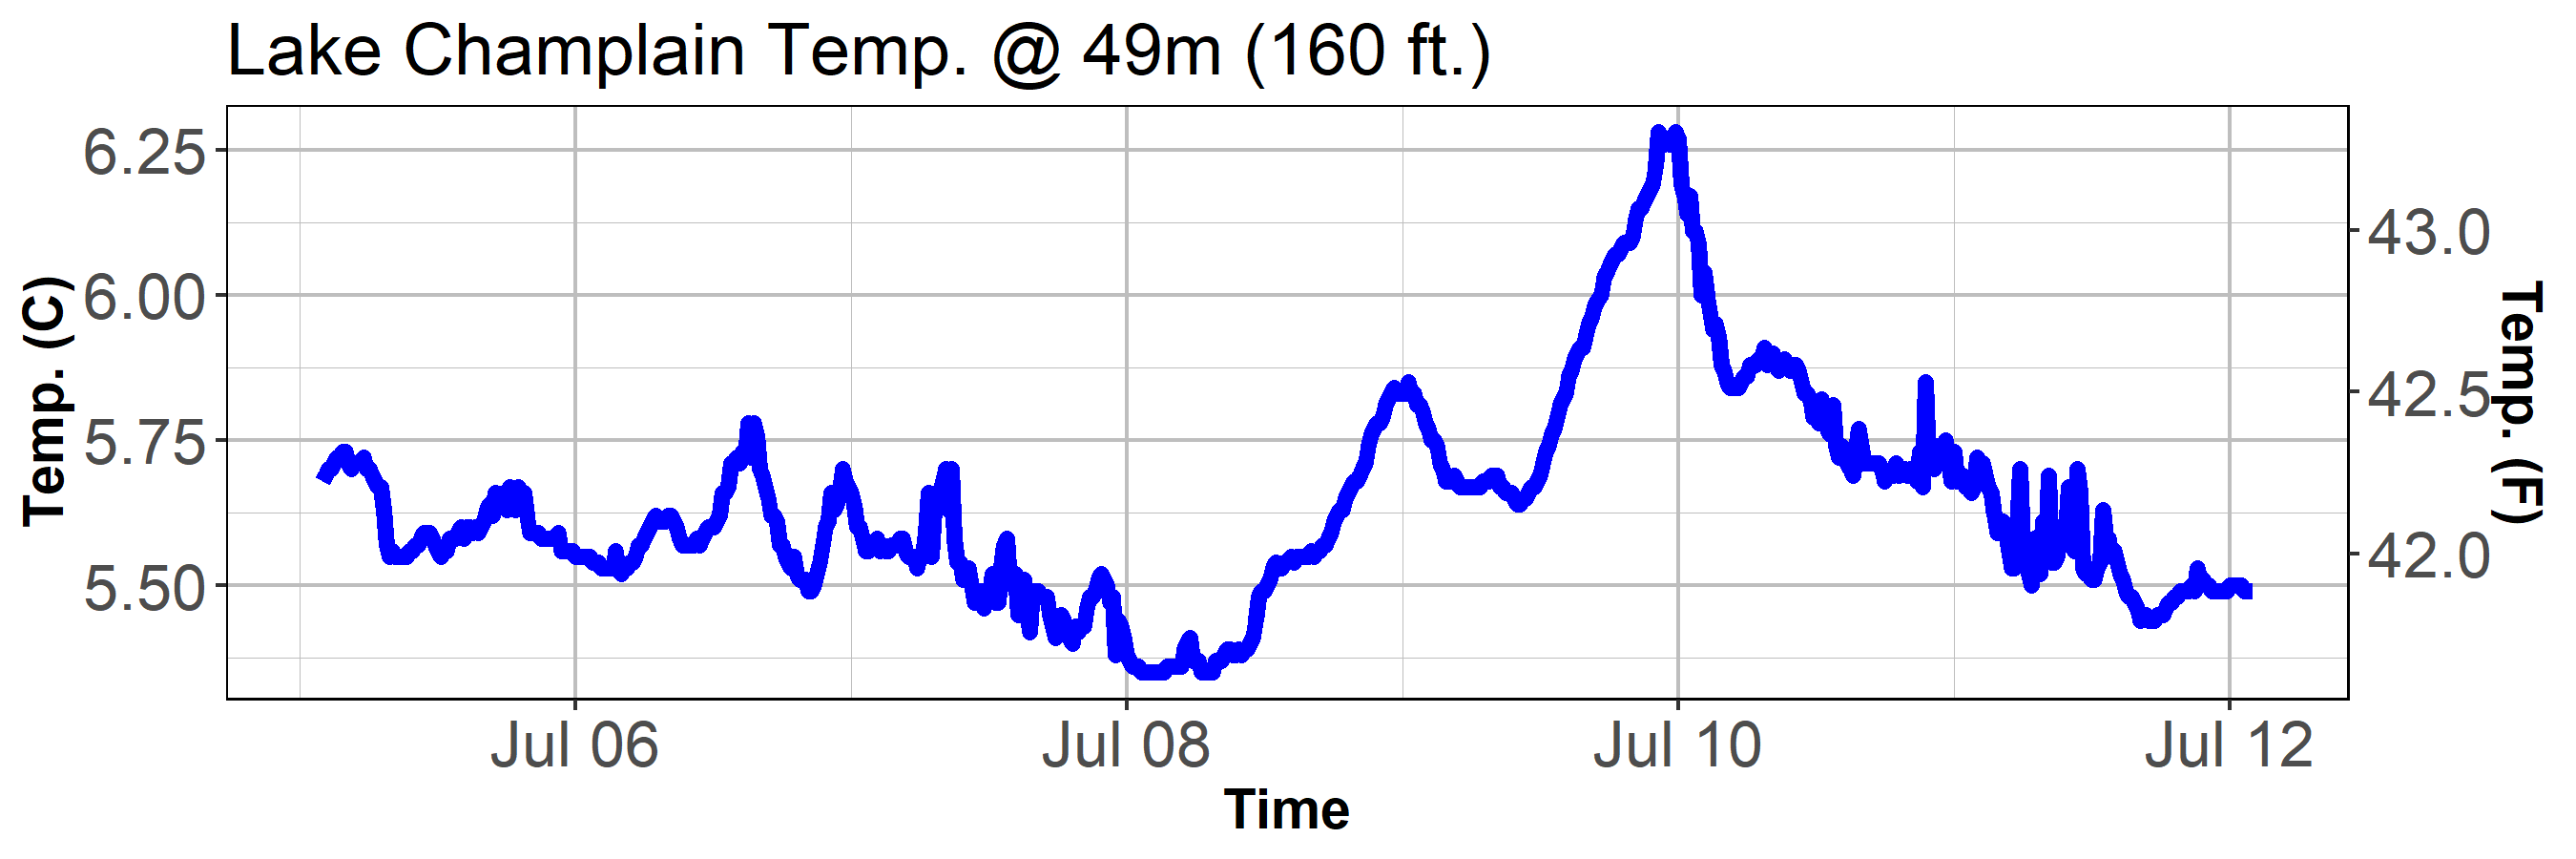 Lake Champlain Temp. @ 49m (160 ft.)
Temp. (C)
6.25
6.00
5.75
5.50
43.0
42.5
42.0
Temp. (F)
Jul 06
Jul 08
Jul 10
Jul 12
Time